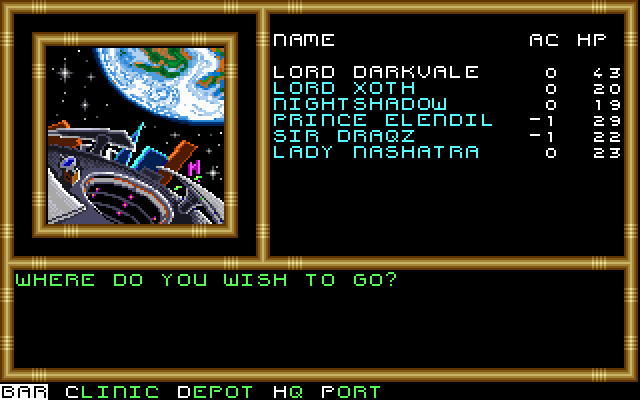 NAME AC HP
LORD DARKVALE 0 43
LORD XOTH 0 20
NIGHTSHADOW 0 19
PRINCE ELENDIL -1 29
SIR DRAQZ -1 22
LADY NASHATRA 0 23
WHERE DO YOU WISH TO GO?
BAR CLINIC DEPOT HQ PORT